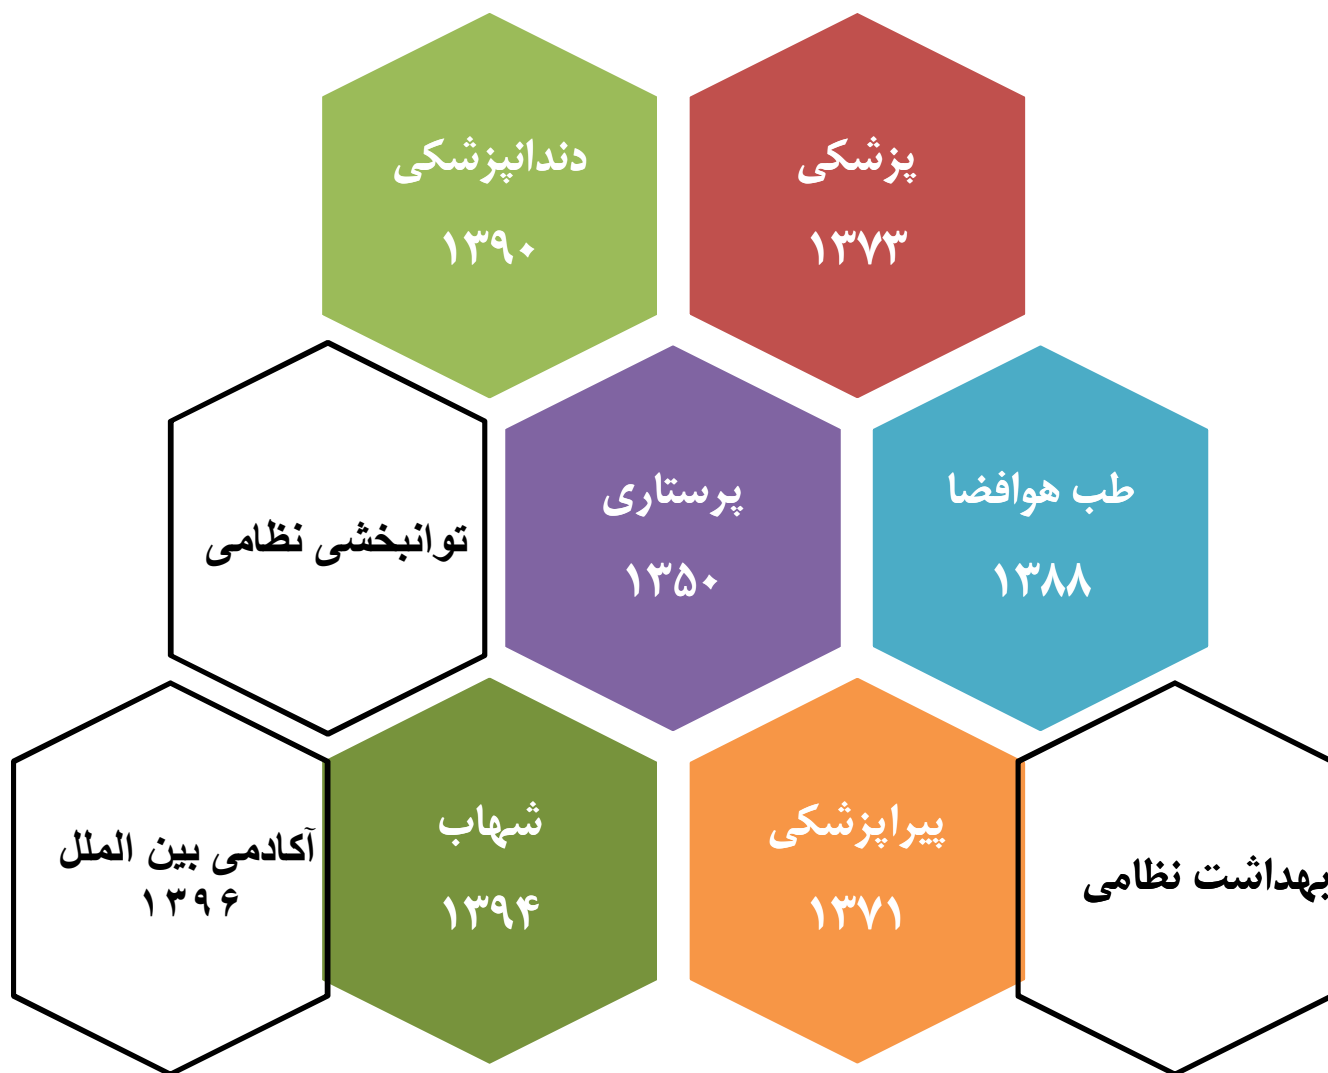 پزشکی
۱۳۷۳
دندانپزشکی
۱۳۹۰
طب هوافضا
۱۳۸۸
پرستاری
۱۳۵۰
توانبخشی نظامی
بهداشت نظامی
پیراپزشکی
۱۳۷۱
شهاب
۱۳۹۴
آکادمی بین الملل
۱۳۹۶